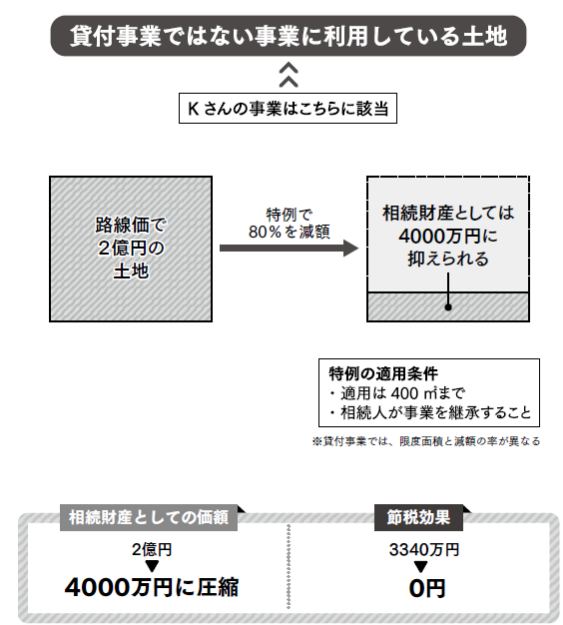 貸付事業ではない事業に利用している土地
Kさんの事業はこちらに該当
路線価で
2億円の
土地
特例で
80%を減額
相続財産としては
4000万円に
抑えられる
特例の適用条件
・適用は400㎡まで
・相続人が事業を継承すること
※貸付事業では、限度面積と減額の率が異なる
相続財産としての価額
2億円
4000万円に圧縮
節税効果
3340万円
0円